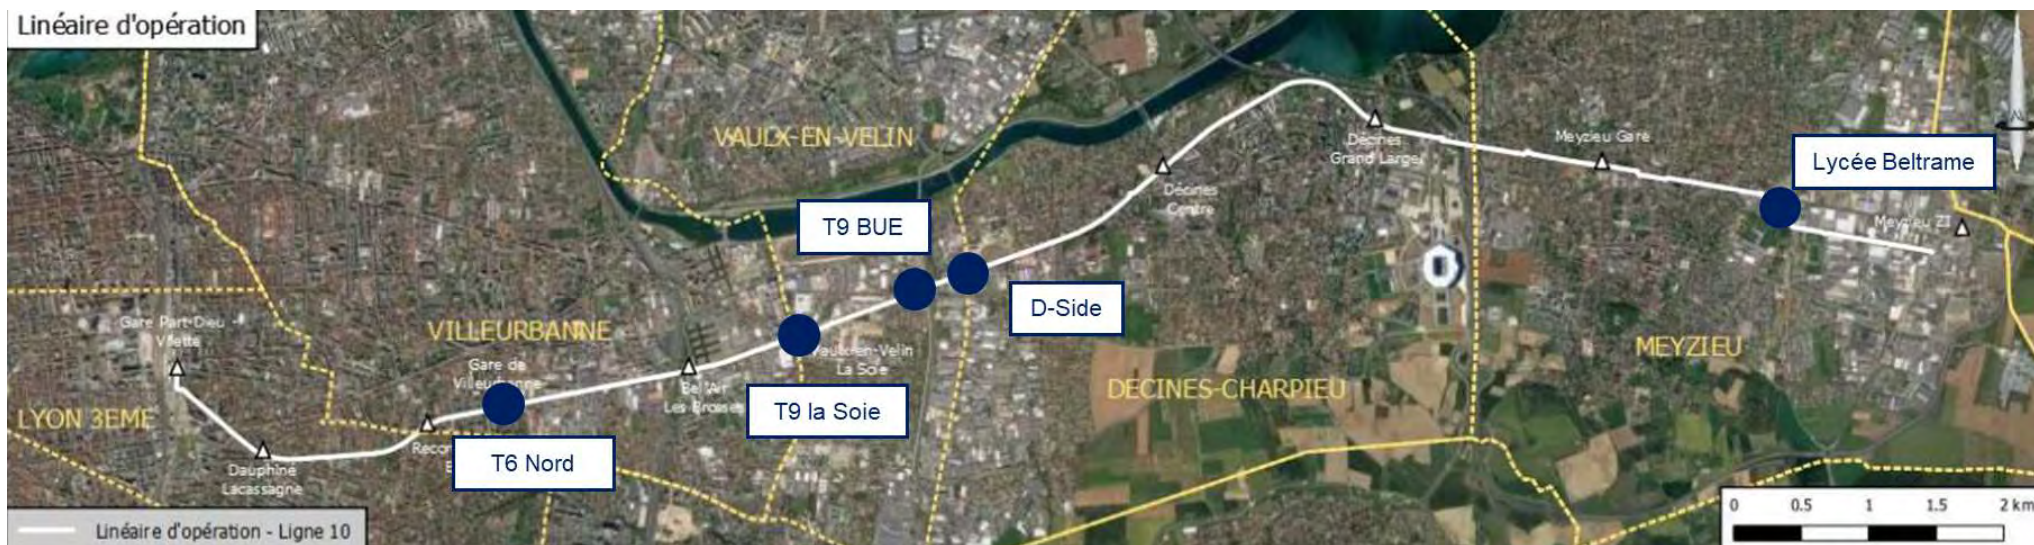 Linéaire d'opération
VAULX-EN-VELIN
Décines
Grand Large
Meyzieu Gare
Lycée Beltrame
T9 BUE
Décines
Centre
Meyzieu ZI
D-Side
Gare Part-Dieu -
Villette
VILLEURBANNE
Gare de
Villeurbanne
Vaulx-en-Velin
La Soie
MEYZIEU
DECINES-CHARPIEU
Bel Air
Les Brosses
T9 la Soie
LYON 3EME
T6 Nord
Dauphiné
Lacassagne
0 0.5 1 1.5 2 km
Linéaire d'opération - Ligne 10